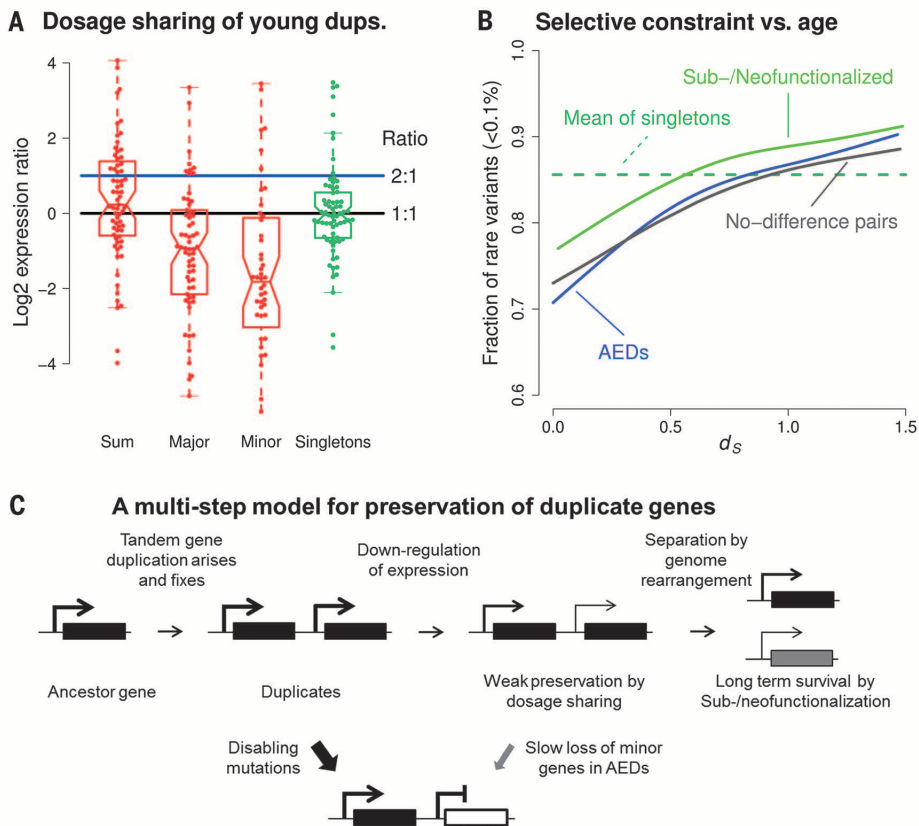 A Dosage sharing of young dups.
Log2 expression ratio
4
2
0
−2
−4
Ratio
2:1
1:1
Sum Major Minor Singletons
B Selective constraint vs. age
Fraction of rare variants (<0.1%)
1.0
0.9
0.8
0.7
0.6
Sub−/Neofunctionalized
Mean of singletons
No−difference pairs
AEDs
0.0 0.5 1.0 1.5
dS
C A multi-step model for preservation of duplicate genes
Tandem gene
duplication arises
and fixes
Down-regulation
of expression
Separation by
genome
rearrangement
Ancestor gene
Duplicates
Weak preservation by
dosage sharing
Long term survival by
Sub-/neofunctionalization
Disabling
mutations
Slow loss of minor
genes in AEDs